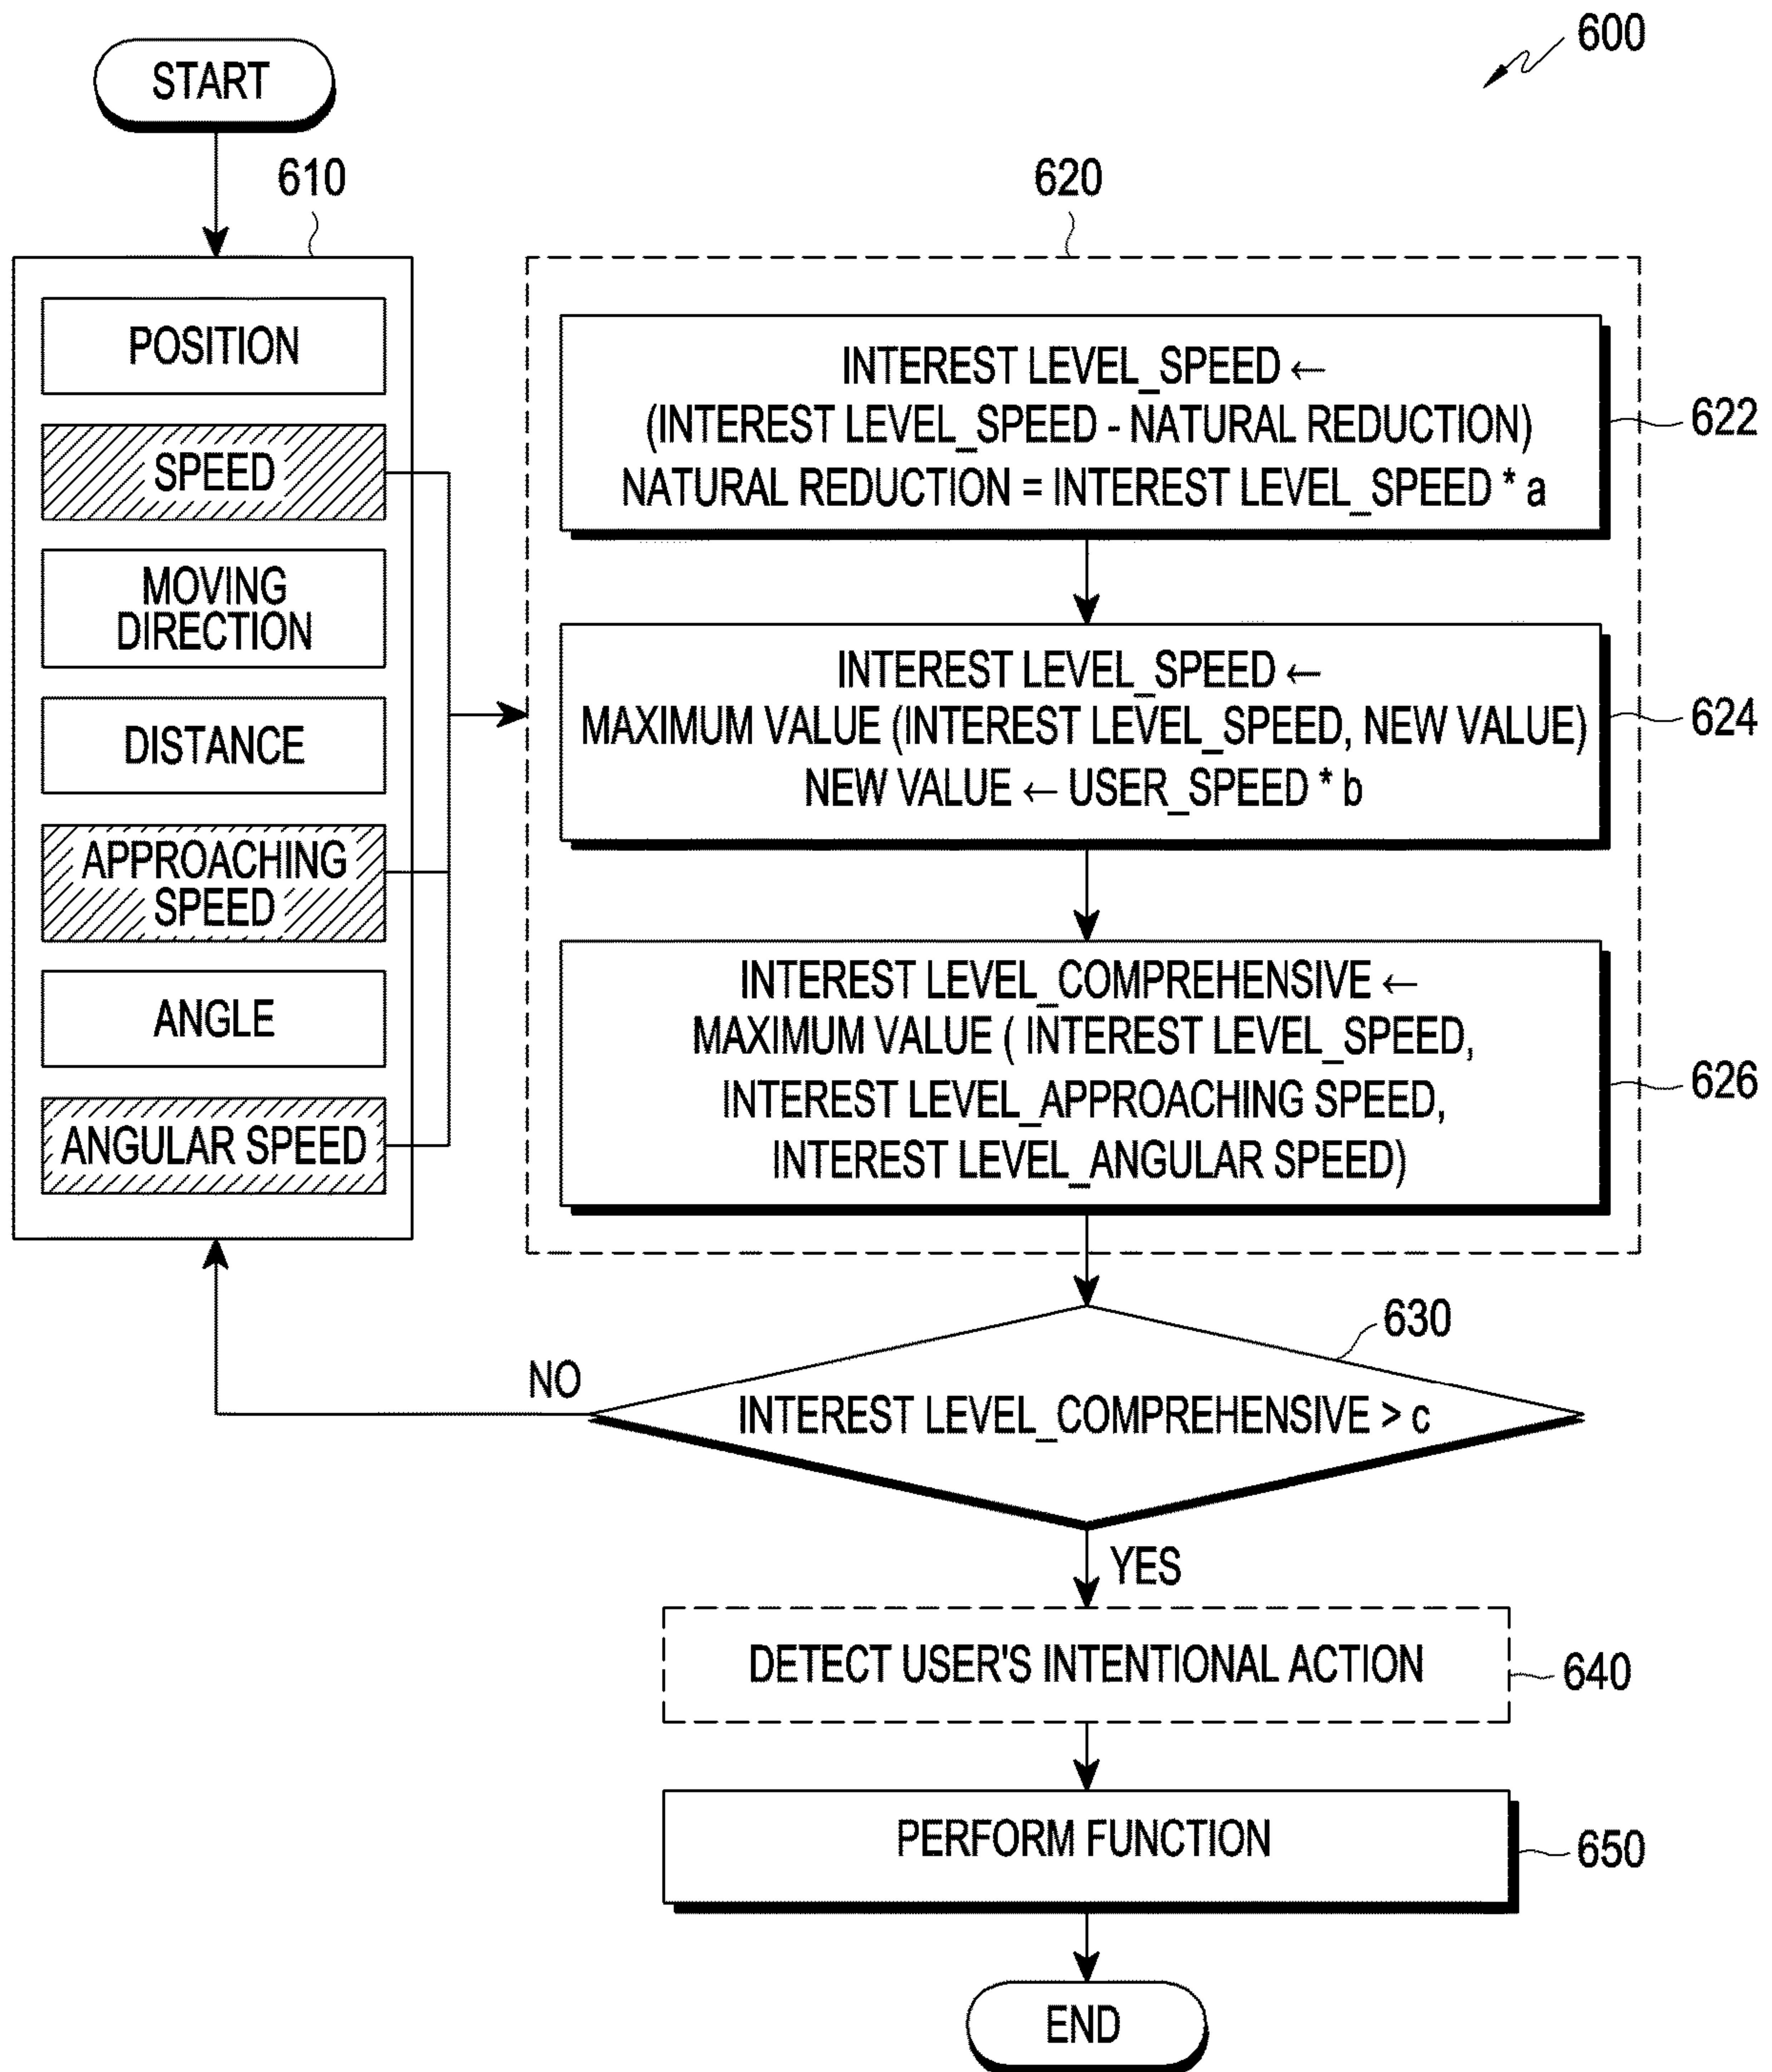 600
START
610
POSITION
SPEED
MOVING
DIRECTION
DISTANCE
APPROACHING
SPEED
ANGLE
ANGULAR SPEED
620
INTEREST LEVEL_SPEED ←
(INTEREST LEVEL_SPEED - NATURAL REDUCTION)
NATURAL REDUCTION = INTEREST LEVEL_SPEED * a
622
INTEREST LEVEL_SPEED ←
MAXIMUM VALUE (INTEREST LEVEL_SPEED, NEW VALUE)
NEW VALUE ← USER_SPEED * b
624
INTEREST LEVEL_COMPREHENSIVE ←
MAXIMUM VALUE ( INTEREST LEVEL_SPEED,
INTEREST LEVEL_APPROACHING SPEED,
INTEREST LEVEL_ANGULAR SPEED)
626
630
NO
INTEREST LEVEL_COMPREHENSIVE > c
YES
DETECT USER'S INTENTIONAL ACTION
640
PERFORM FUNCTION
650
END